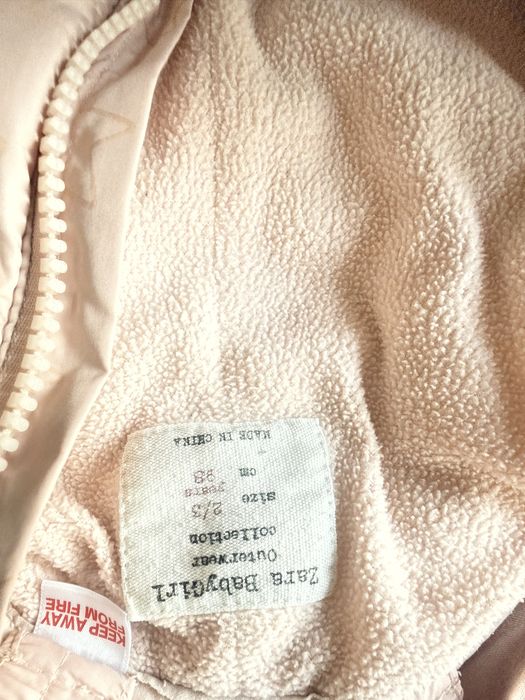 Zara BabyGirl
Outerwear
collection
size 2/3
years
cm 98
MADE IN CHINA
KEEP AWAY
FROM FIRE